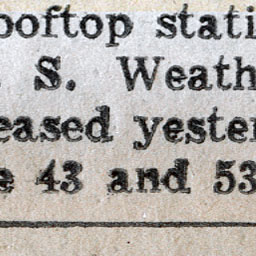 ooftop stati
. S. Weath
eased yester
e 43 and 53